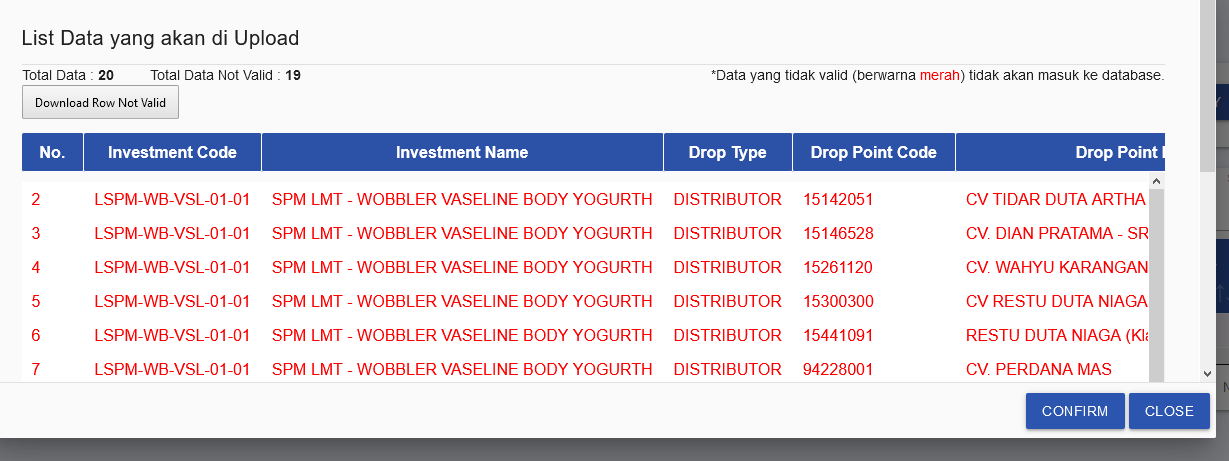 List Data yang akan di Upload
Total Data : 20 Total Data Not Valid : 19 *Data yang tidak valid (berwarna merah) tidak akan masuk ke database.
Download Row Not Valid
No. Investment Code Investment Name Drop Type Drop Point Code Drop Point
2 LSPM-WB-VSL-01-01 SPM LMT - WOBBLER VASELINE BODY YOGURTH DISTRIBUTOR 15142051 CV TIDAR DUTA ARTHA
3 LSPM-WB-VSL-01-01 SPM LMT - WOBBLER VASELINE BODY YOGURTH DISTRIBUTOR 15146528 CV. DIAN PRATAMA - SR
4 LSPM-WB-VSL-01-01 SPM LMT - WOBBLER VASELINE BODY YOGURTH DISTRIBUTOR 15261120 CV. WAHYU KARANGAN
5 LSPM-WB-VSL-01-01 SPM LMT - WOBBLER VASELINE BODY YOGURTH DISTRIBUTOR 15300300 CV RESTU DUTA NIAGA
6 LSPM-WB-VSL-01-01 SPM LMT - WOBBLER VASELINE BODY YOGURTH DISTRIBUTOR 15441091 RESTU DUTA NIAGA (Kla
7 LSPM-WB-VSL-01-01 SPM LMT - WOBBLER VASELINE BODY YOGURTH DISTRIBUTOR 94228001 CV. PERDANA MAS
CONFIRM CLOSE